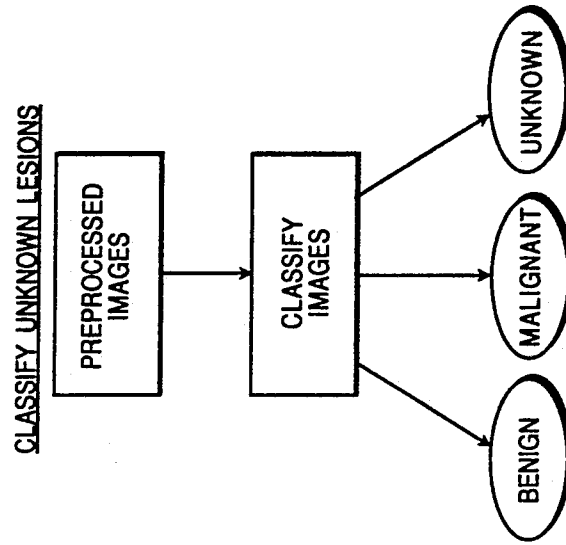 CLASSIFY UNKNOWN LESIONS
PREPROCESSED
IMAGES
CLASSIFY
IMAGES
BENIGN
MALIGNANT
UNKNOWN